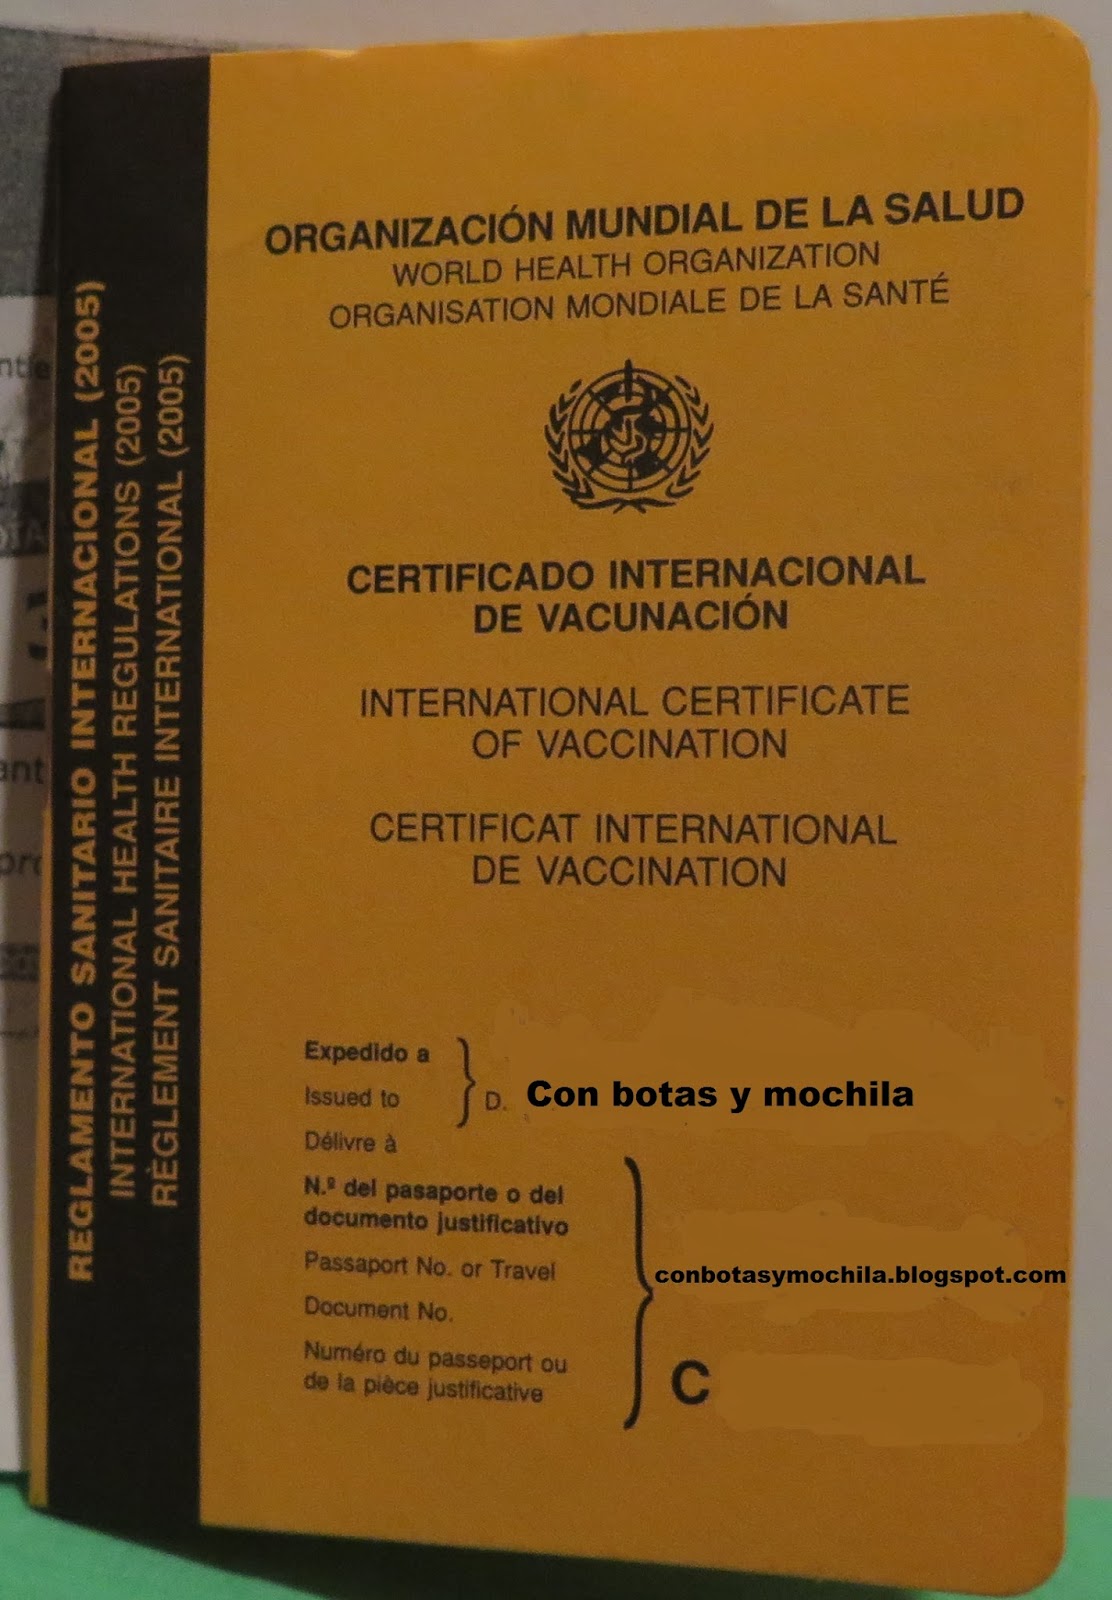 ORGANIZACIÓN MUNDIAL DE LA SALUD
WORLD HEALTH ORGANIZATION
ORGANISATION MONDIALE DE LA SANTÉ
REGLAMENTO SANITARIO INTERNACIONAL (2005)
INTERNATIONAL HEALTH REGULATIONS (2005)
RÈGLEMENT SANITAIRE INTERNATIONAL (2005)
CERTIFICADO INTERNACIONAL
DE VACUNACIÓN
INTERNATIONAL CERTIFICATE
OF VACCINATION
CERTIFICAT INTERNATIONAL
DE VACCINATION
Expedido a
Issued to
Délivre à
D. Con botas y mochila
N.º del pasaporte o del
documento justificativo
Passaport No. or Travel
Document No.
Numéro du passeport ou
de la pièce justificative
conbotasymochila.blogspot.com
C